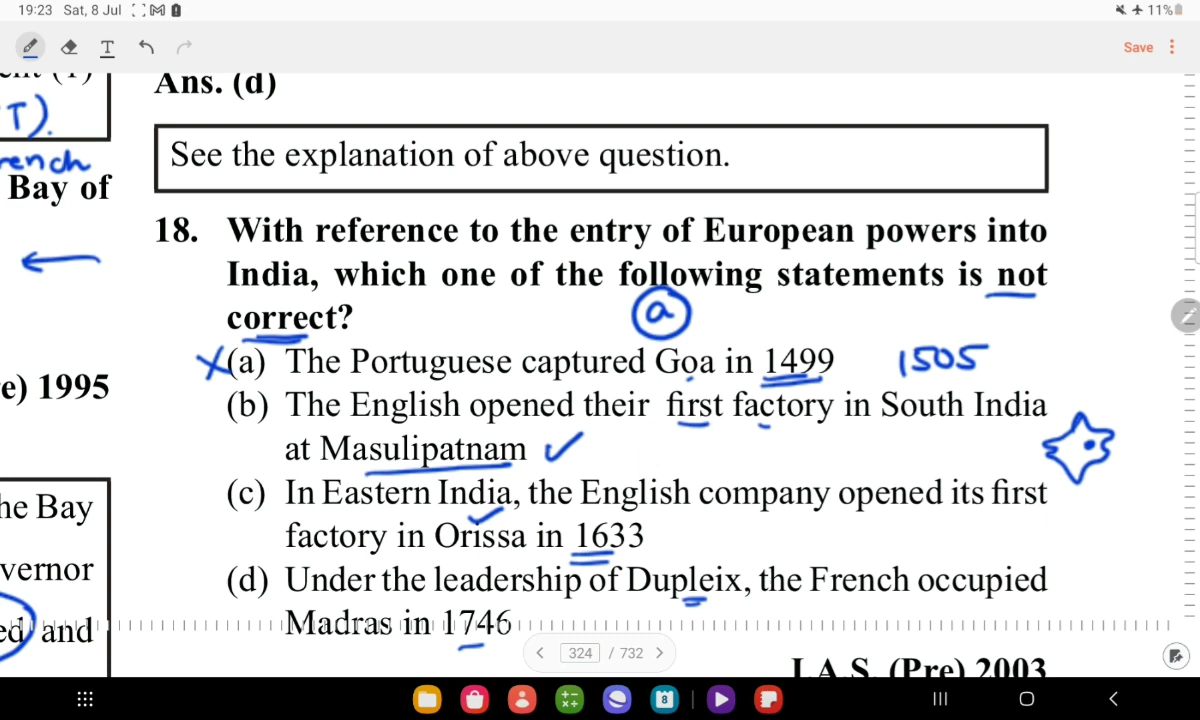 19:23 Sat, 8 Jul
11%
T
Save
Ans. (d)
T).
See the explanation of above question.
rench
Bay of
18. With reference to the entry of European powers into
India, which one of the following statements is not
correct?
a
X(a) The Portuguese captured Goa in 1499 1505
e) 1995
(b) The English opened their first factory in South India
at Masulipatnam
(c) In Eastern India, the English company opened its first
he Bay
factory in Orissa in 1633
vernor
(d) Under the leadership of Dupleix, the French occupied
ed) and
Madras in 1746
324 / 732
I.A.S. (Pre) 2003
8